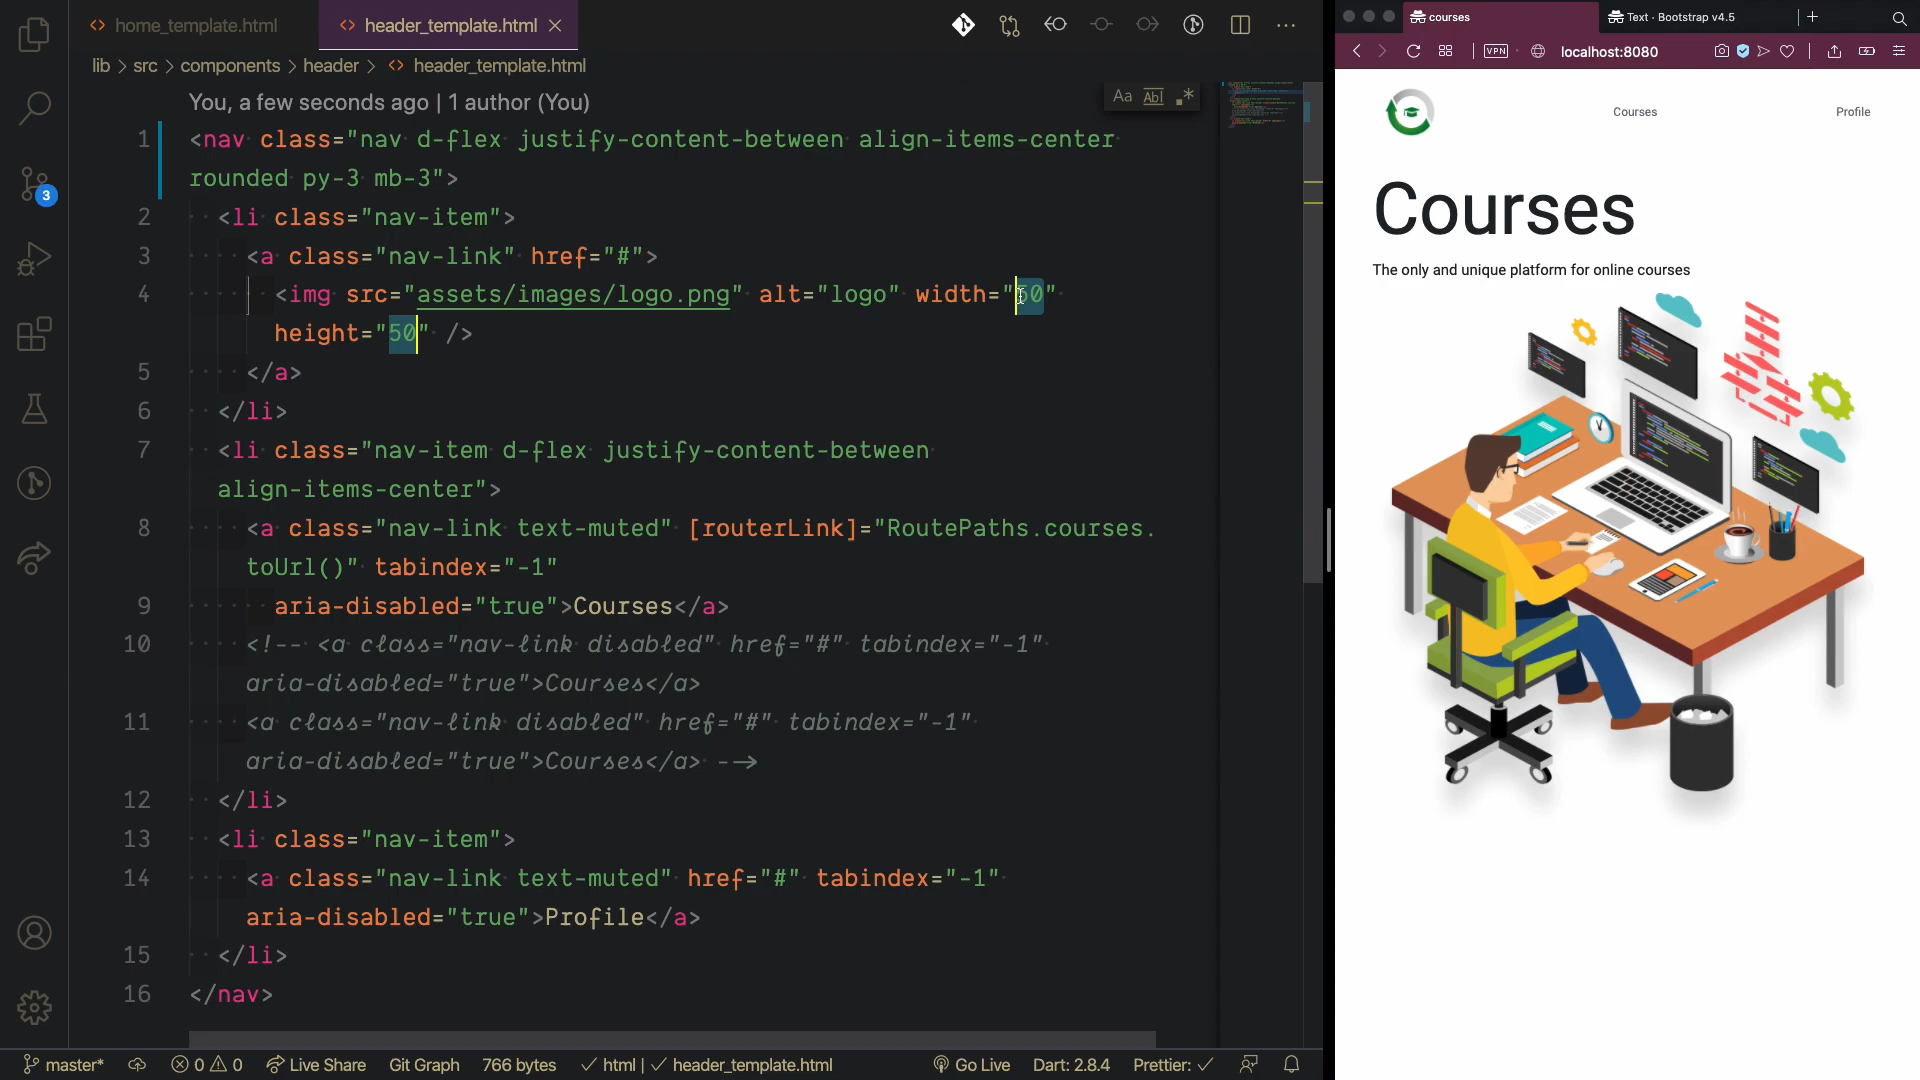 home_template.html
header_template.html
lib > src > components > header > header_template.html
You, a few seconds ago | 1 author (You)
Aa Abl .*
1 <nav class="nav d-flex justify-content-between align-items-center
rounded py-3 mb-3">
2 <li class="nav-item">
3 <a class="nav-link" href="#">
4 <img src="assets/images/logo.png" alt="logo" width="50"
height="50" />
5 </a>
6 </li>
7 <li class="nav-item d-flex justify-content-between
align-items-center">
8 <a class="nav-link text-muted" [routerLink]="RoutePaths.courses.
toUrl()" tabindex="-1"
9 aria-disabled="true">Courses</a>
10 <!-- <a class="nav-link disabled" href="#" tabindex="-1"
aria-disabled="true">Courses</a>
11 <a class="nav-link disabled" href="#" tabindex="-1"
aria-disabled="true">Courses</a> -->
12 </li>
13 <li class="nav-item">
14 <a class="nav-link text-muted" href="#" tabindex="-1"
aria-disabled="true">Profile</a>
15 </li>
16 </nav>
3
master*
0 0
Live Share
Git Graph
766 bytes
html | header_template.html
Go Live
Dart: 2.8.4
Prettier:
courses
Text · Bootstrap v4.5
VPN
localhost:8080
Courses
Profile
Courses
The only and unique platform for online courses